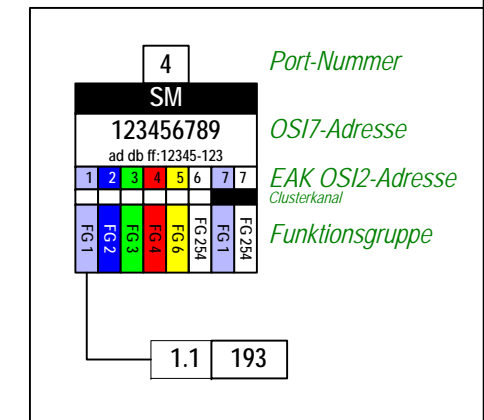 4 Port-Nummer
SM
123456789 OSI7-Adresse
ad db ff:12345-123
1 2 3 4 5 6 7 7 EAK OSI2-Adresse
Clusterkanal
FG 1 FG 2 FG 3 FG 4 FG 6 FG 254 FG 1 FG 254 Funktionsgruppe
1.1 193